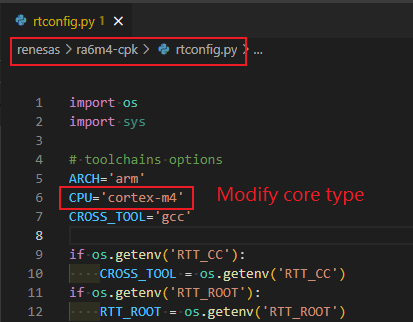 rtconfig.py 1 ×
renesas > ra6m4-cpk > rtconfig.py > ...
1 import os
2 import sys
3
4 # toolchains options
5 ARCH='arm'
6 CPU='cortex-m4' Modify core type
7 CROSS_TOOL='gcc'
8
9 if os.getenv('RTT_CC'):
10 CROSS_TOOL = os.getenv('RTT_CC')
11 if os.getenv('RTT_ROOT'):
12 RTT_ROOT = os.getenv('RTT_ROOT')